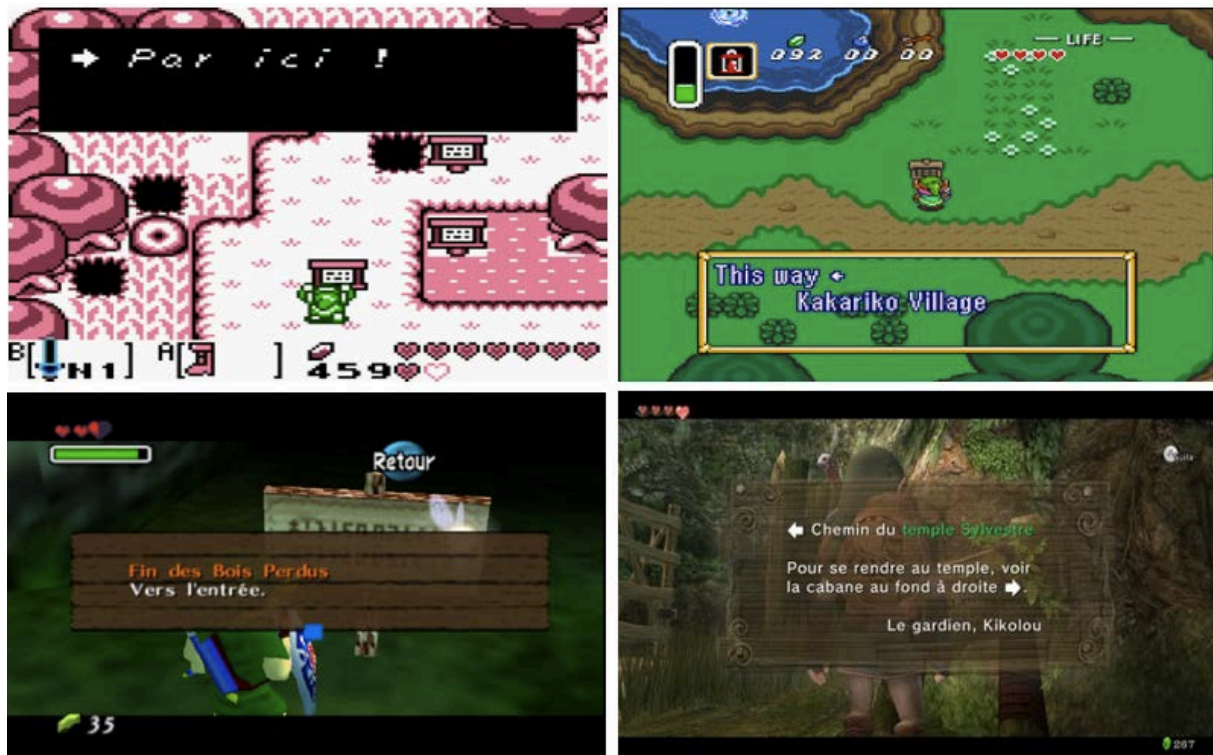 ➡ Par ici !
B[ N 1 ] A[ ] 459
092 00 00
— LIFE —
This way ←
Kakariko Village
Retour
Fin des Bois Perdus
Vers l'entrée.
35
← Chemin du temple Sylvestre
Pour se rendre au temple, voir
la cabane au fond à droite ➡.
Le gardien, Kikolou
267